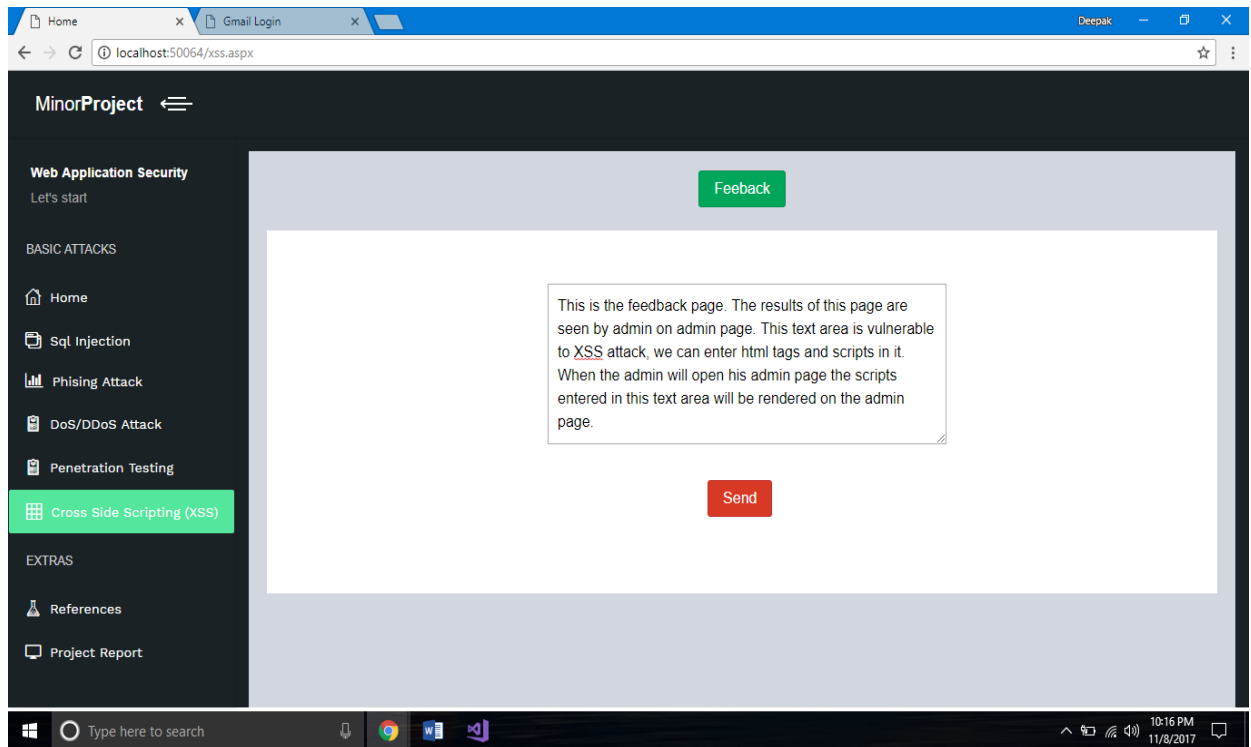 Home
Gmail Login
Deepak
localhost:50064/xss.aspx
MinorProject
Web Application Security
Let's start
BASIC ATTACKS
Home
Sql Injection
Phising Attack
DoS/DDoS Attack
Penetration Testing
Cross Side Scripting (XSS)
EXTRAS
References
Project Report
Feeback
This is the feedback page. The results of this page are
seen by admin on admin page. This text area is vulnerable
to XSS attack, we can enter html tags and scripts in it.
When the admin will open his admin page the scripts
entered in this text area will be rendered on the admin
page.
Send
Type here to search
10:16 PM
11/8/2017